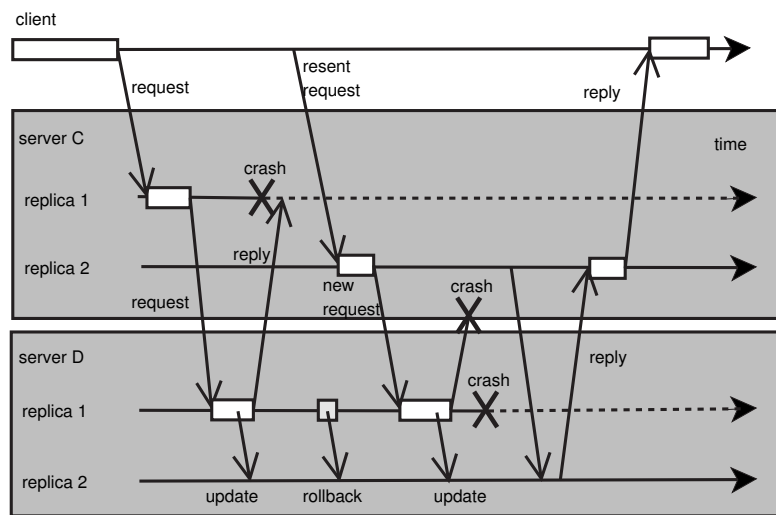 client
resent
request
request
reply
server C
time
crash
replica 1
reply
replica 2
new
crash
request
request
server D
reply
crash
replica 1
replica 2
update
rollback
update